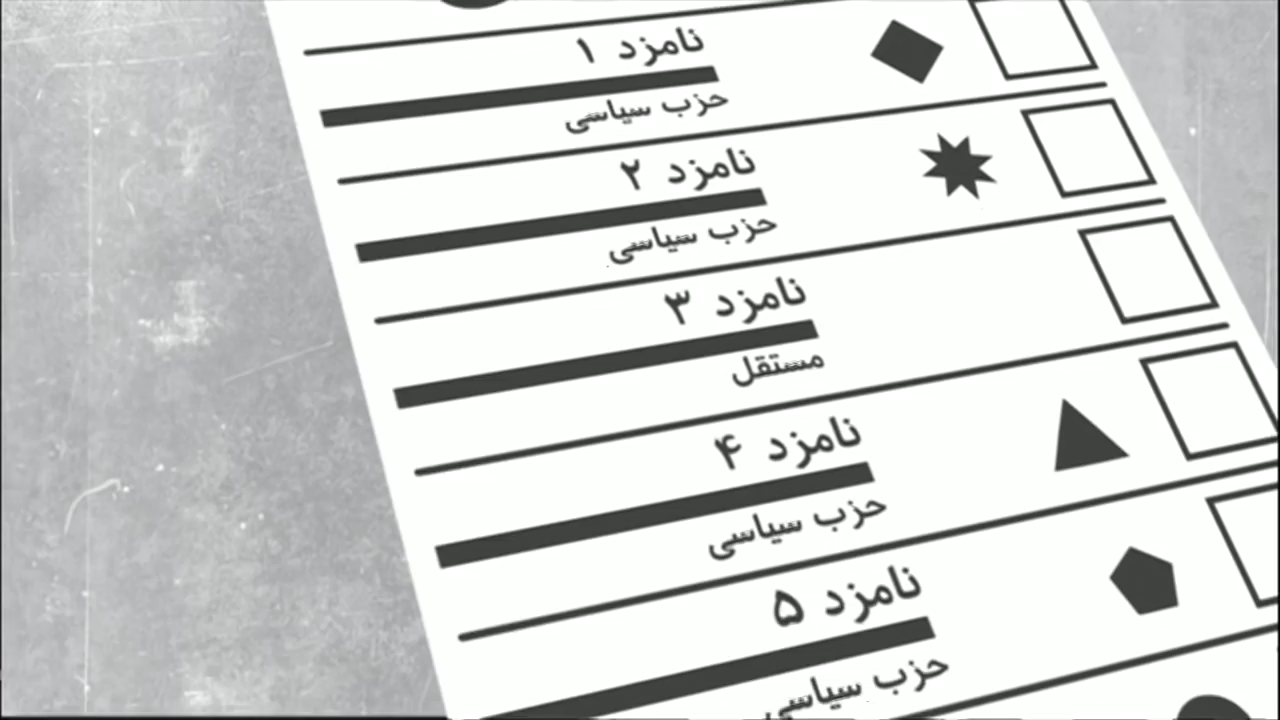 نامزد ۱
حزب سیاسی
نامزد ۲
حزب سیاسی
نامزد ۳
مستقل
نامزد ۴
حزب سیاسی
نامزد ۵
حزب سیاسی